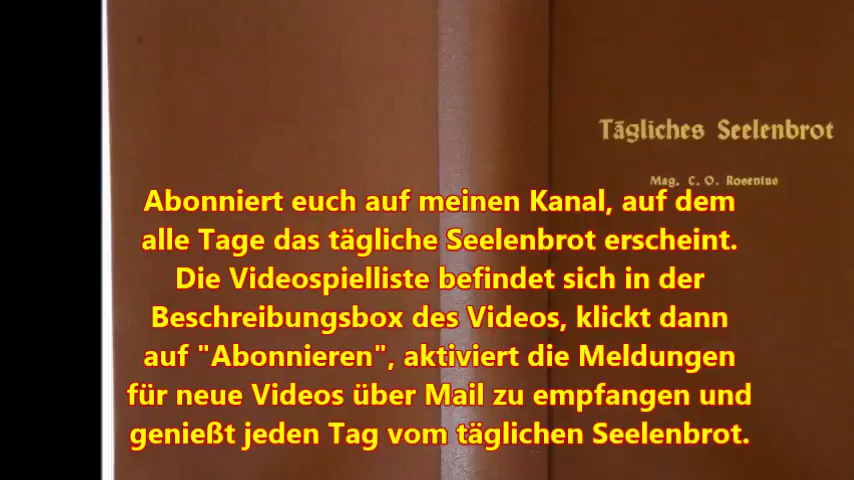 Tägliches Seelenbrot
Mag. C. O. Rosenius
Abonniert euch auf meinen Kanal, auf dem
alle Tage das tägliche Seelenbrot erscheint.
Die Videospielliste befindet sich in der
Beschreibungsbox des Videos, klickt dann
auf "Abonnieren", aktiviert die Meldungen
für neue Videos über Mail zu empfangen und
genießt jeden Tag vom täglichen Seelenbrot.